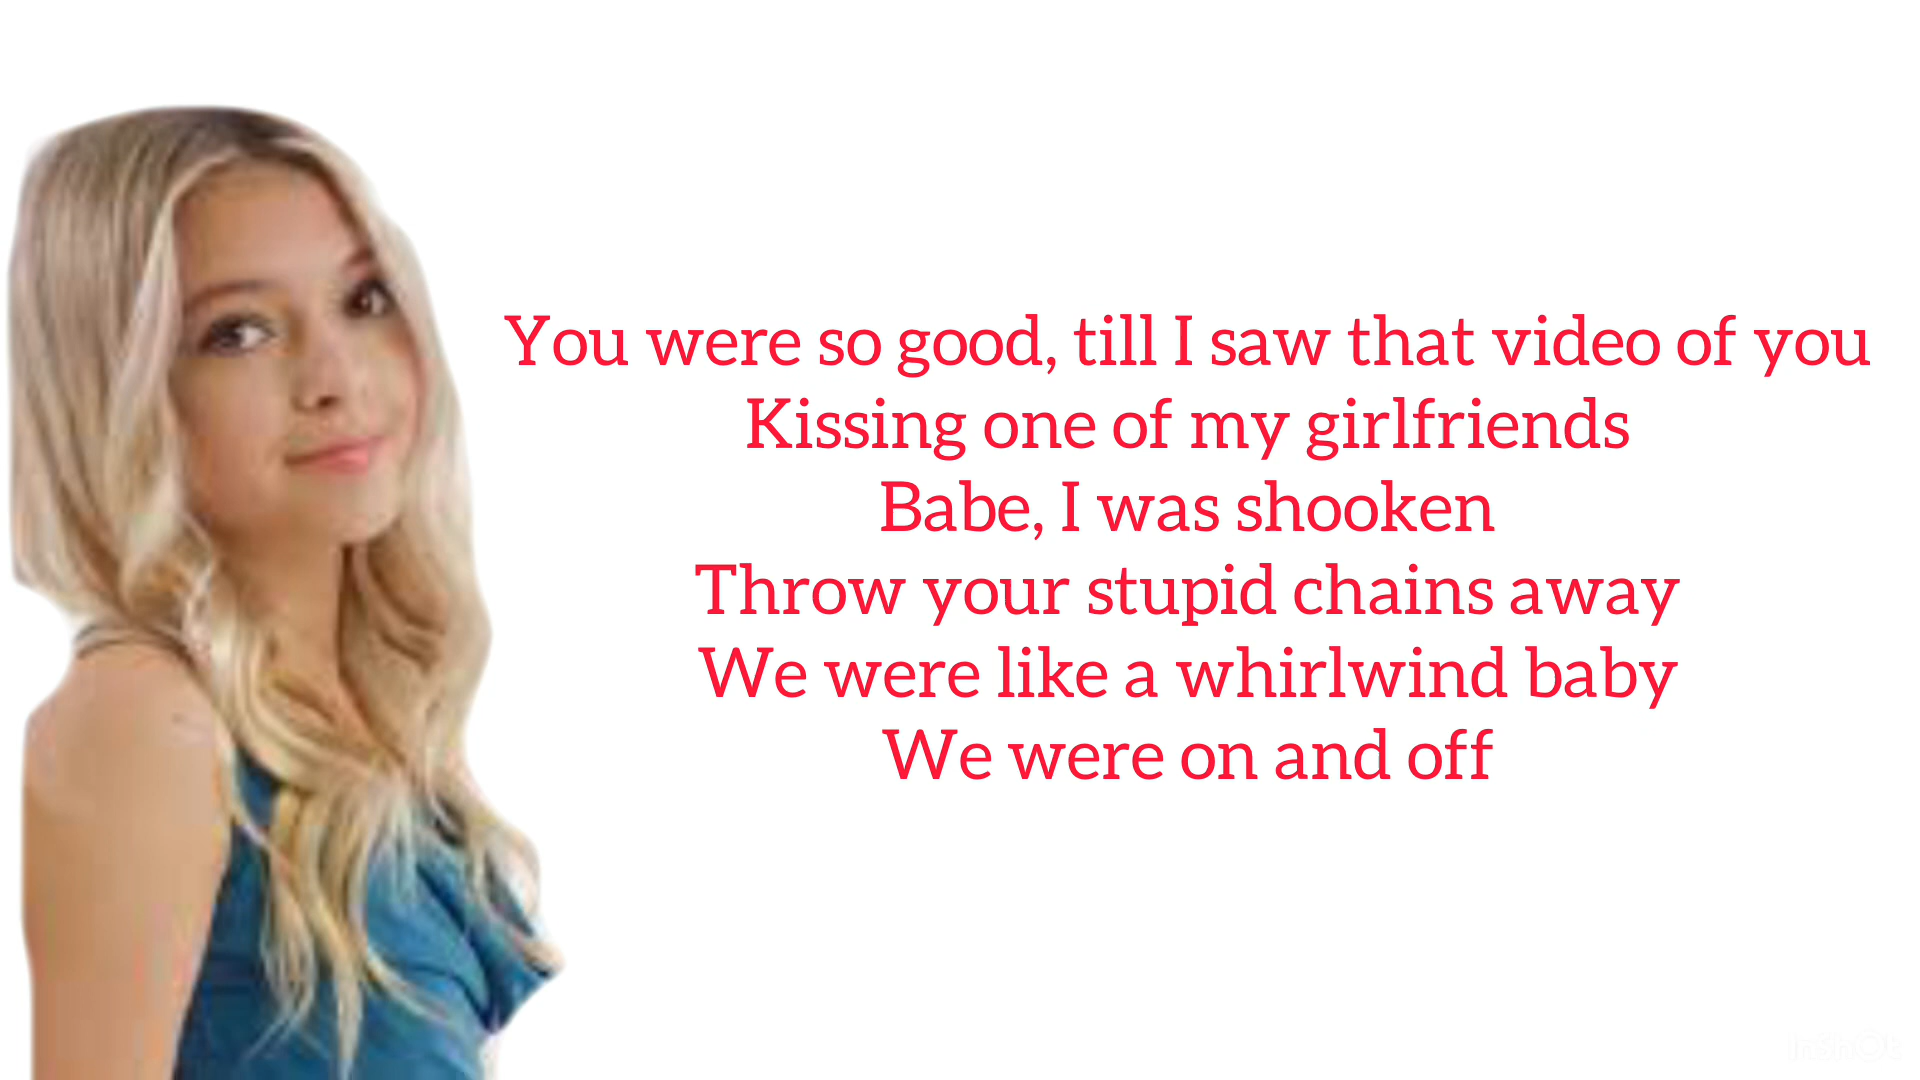 You were so good, till I saw that video of you
Kissing one of my girlfriends
Babe, I was shooken
Throw your stupid chains away
We were like a whirlwind baby
We were on and off
InShOt